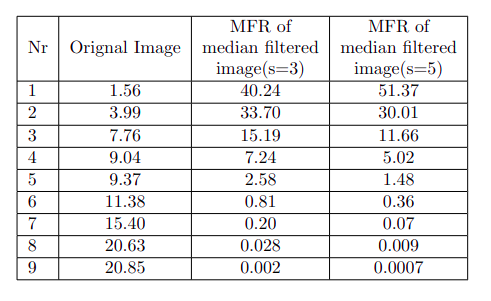 Nr Orignal Image MFR of median filtered image(s=3) MFR of median filtered image(s=5)
1 1.56 40.24 51.37
2 3.99 33.70 30.01
3 7.76 15.19 11.66
4 9.04 7.24 5.02
5 9.37 2.58 1.48
6 11.38 0.81 0.36
7 15.40 0.20 0.07
8 20.63 0.028 0.009
9 20.85 0.002 0.0007